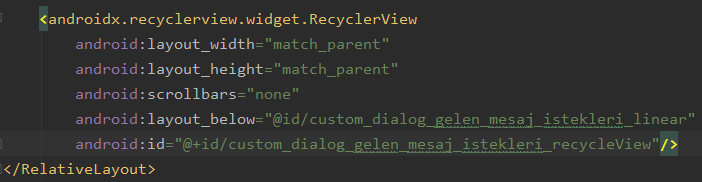 <androidx.recyclerview.widget.RecyclerView
android:layout_width="match_parent"
android:layout_height="match_parent"
android:scrollbars="none"
android:layout_below="@id/custom_dialog_gelen_mesaj_istekleri_linear"
android:id="@+id/custom_dialog_gelen_mesaj_istekleri_recycleView"/>
</RelativeLayout>